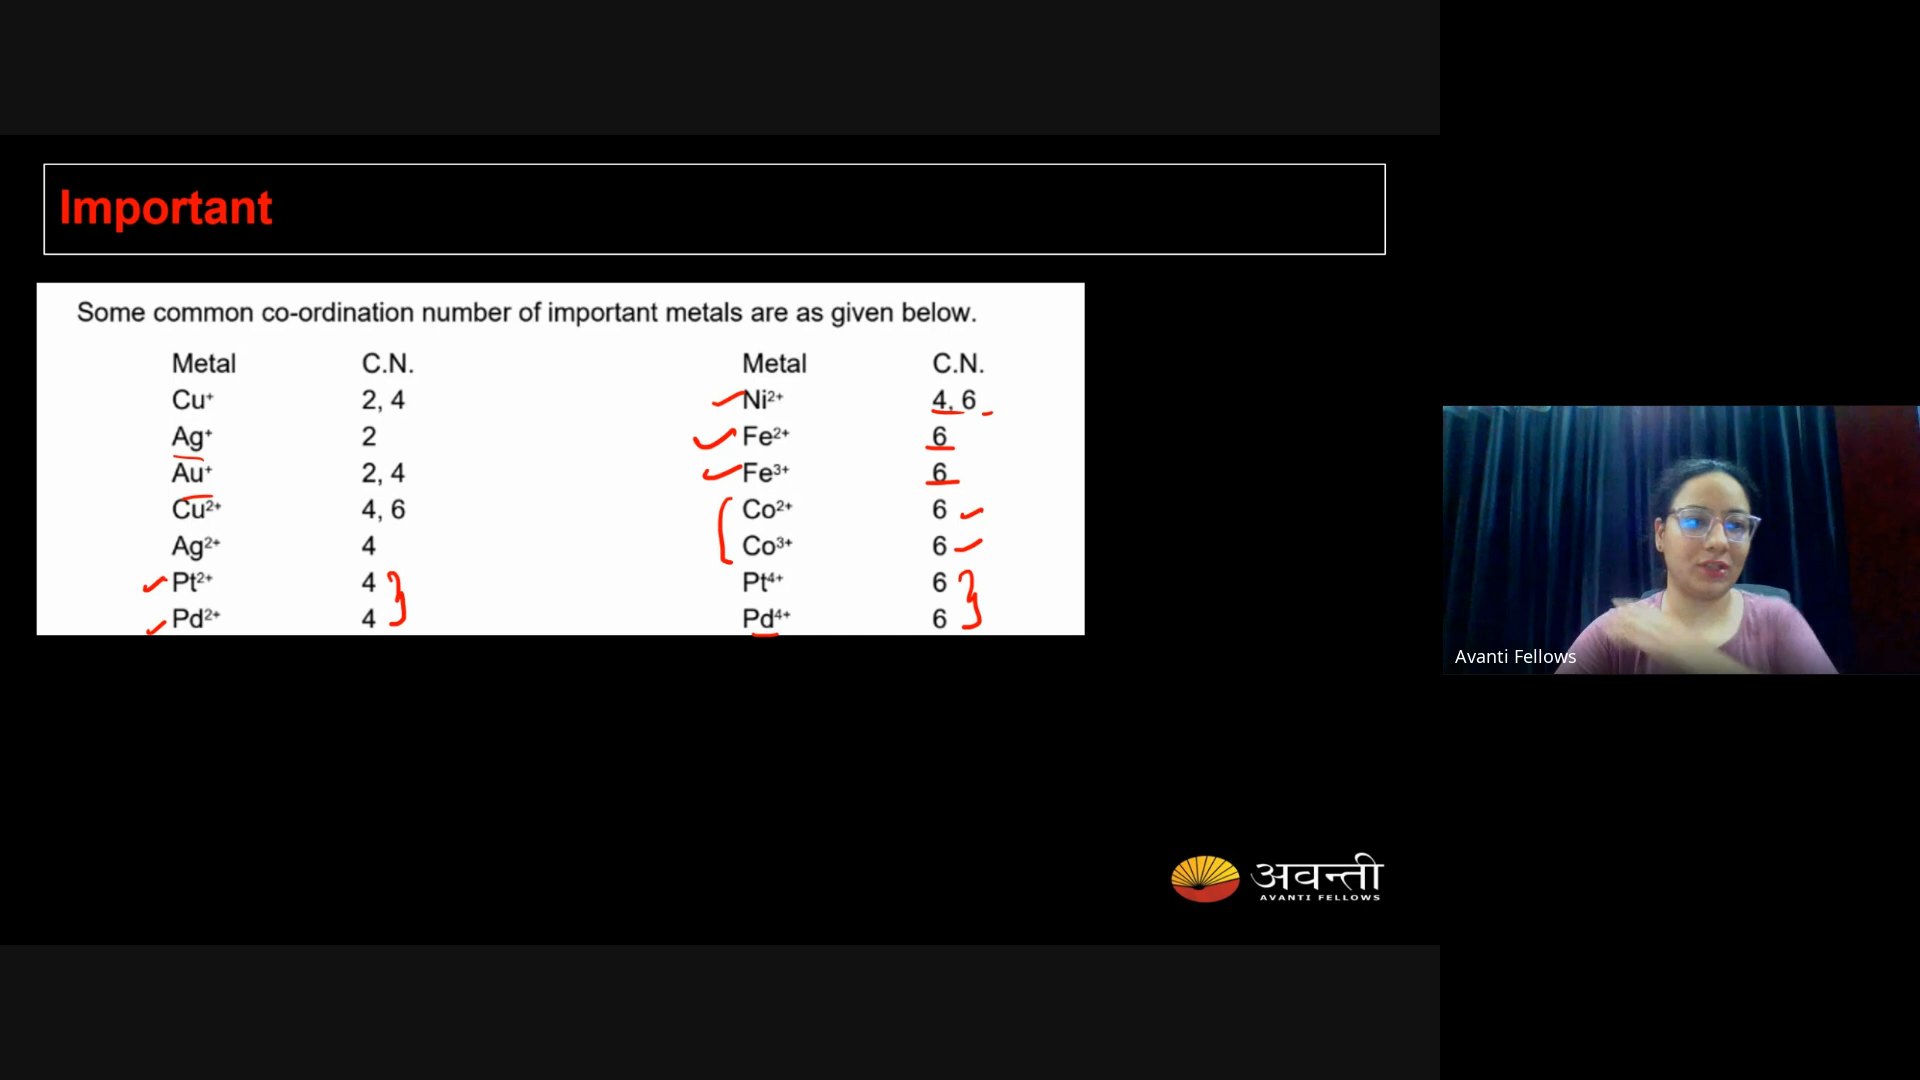 Important
Some common co-ordination number of important metals are as given below.
Metal C.N. Metal C.N.
Cu⁺ 2, 4 Ni²⁺ 4, 6
Ag⁺ 2 Fe²⁺ 6
Au⁺ 2, 4 Fe³⁺ 6
Cu²⁺ 4, 6 Co²⁺ 6
Ag²⁺ 4 Co³⁺ 6
Pt²⁺ 4 Pt⁴⁺ 6
Pd²⁺ 4 Pd⁴⁺ 6
Avanti Fellows
अवन्ती
AVANTI FELLOWS